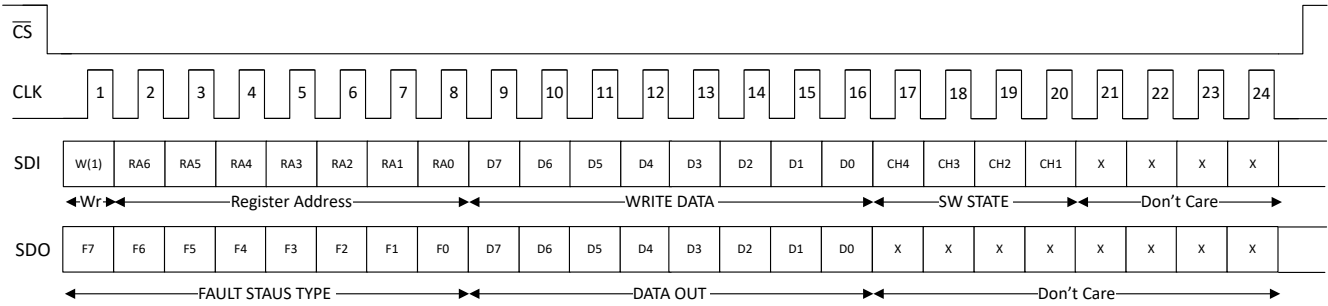 CS
CLK 1 2 3 4 5 6 7 8 9 10 11 12 13 14 15 16 17 18 19 20 21 22 23 24
SDI W(1) RA6 RA5 RA4 RA3 RA2 RA1 RA0 D7 D6 D5 D4 D3 D2 D1 D0 CH4 CH3 CH2 CH1 X X X X
Wr Register Address WRITE DATA SW STATE Don't Care
SDO F7 F6 F5 F4 F3 F2 F1 F0 D7 D6 D5 D4 D3 D2 D1 D0 X X X X X X X X
FAULT STAUS TYPE DATA OUT Don't Care